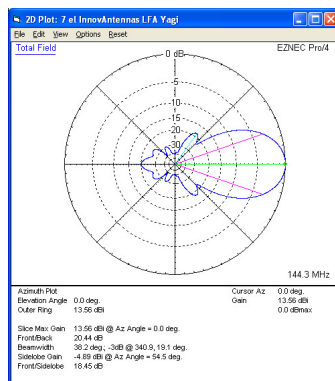 2D Plot: 7 el InnovAntennas LFA Yagi
File Edit View Options Reset
Total Field
EZNEC Pro/4
0 dB
-5
-10
-15
-20
-30
144.3 MHz
Azimuth Plot
Elevation Angle 0.0 deg.
Outer Ring 13.56 dBi
Cursor Az 0.0 deg.
Gain 13.56 dBi
0.0 dBmax
Slice Max Gain 13.56 dBi @ Az Angle = 0.0 deg.
Front/Back 20.44 dB
Beamwidth 38.2 deg.; -3dB @ 340.9, 19.1 deg.
Sidelobe Gain -4.89 dBi @ Az Angle = 54.5 deg.
Front/Sidelobe 18.45 dB